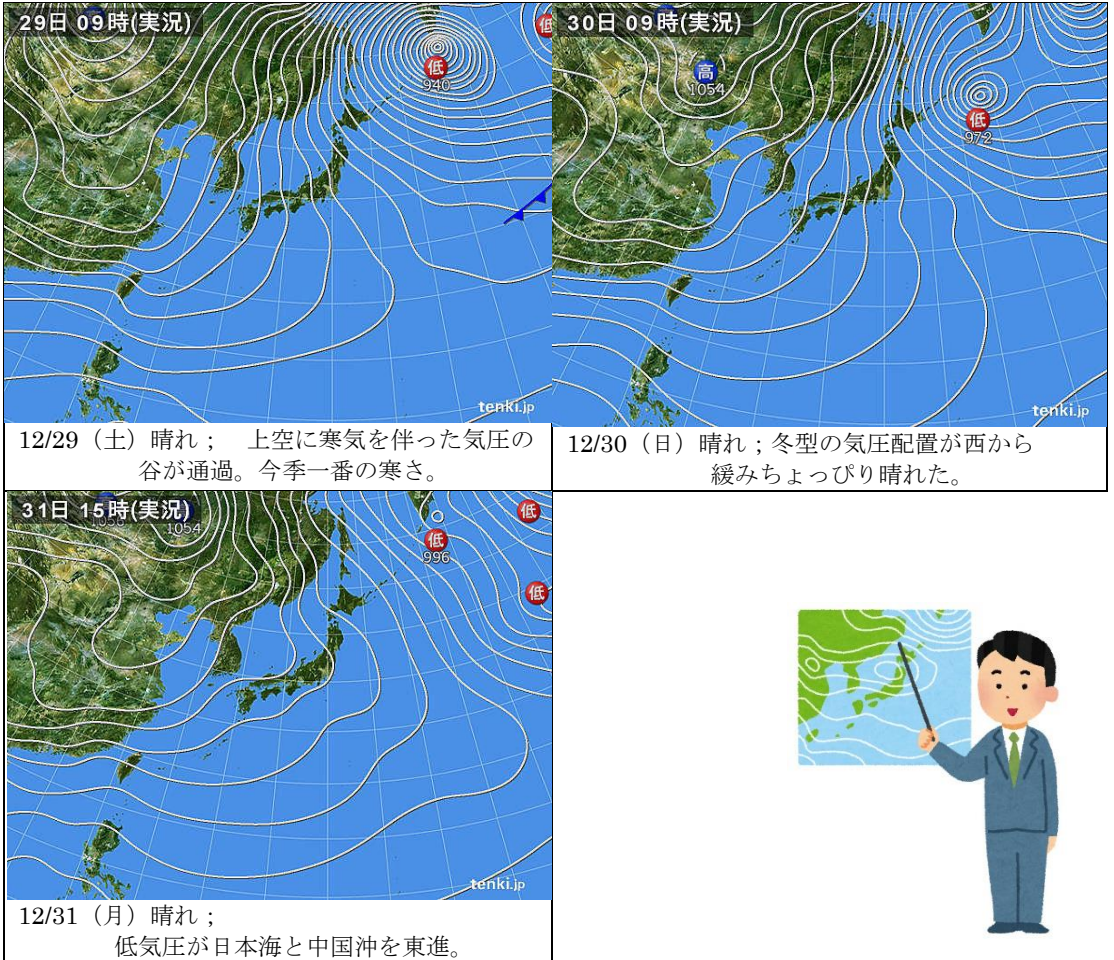 29日 09時(実況)
低
940
低
tenki.jp
12/29（土）晴れ；　上空に寒気を伴った気圧の
谷が通過。今季一番の寒さ。
30日 09時(実況)
高
1054
低
972
tenki.jp
12/30（日）晴れ；冬型の気圧配置が西から
緩みちょっぴり晴れた。
31日 15時(実況)
1054
低
996
低
低
tenki.jp
12/31（月）晴れ；
低気圧が日本海と中国沖を東進。